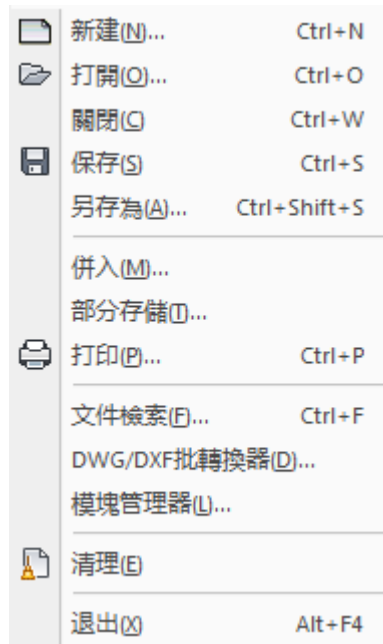 新建(N)... Ctrl+N
打開(O)... Ctrl+O
關閉(C) Ctrl+W
保存(S) Ctrl+S
另存為(A)... Ctrl+Shift+S
併入(M)...
部分存儲(T)...
打印(P)... Ctrl+P
文件檢索(F)... Ctrl+F
DWG/DXF批轉換器(D)...
模塊管理器(L)...
清理(E)
退出(X) Alt+F4